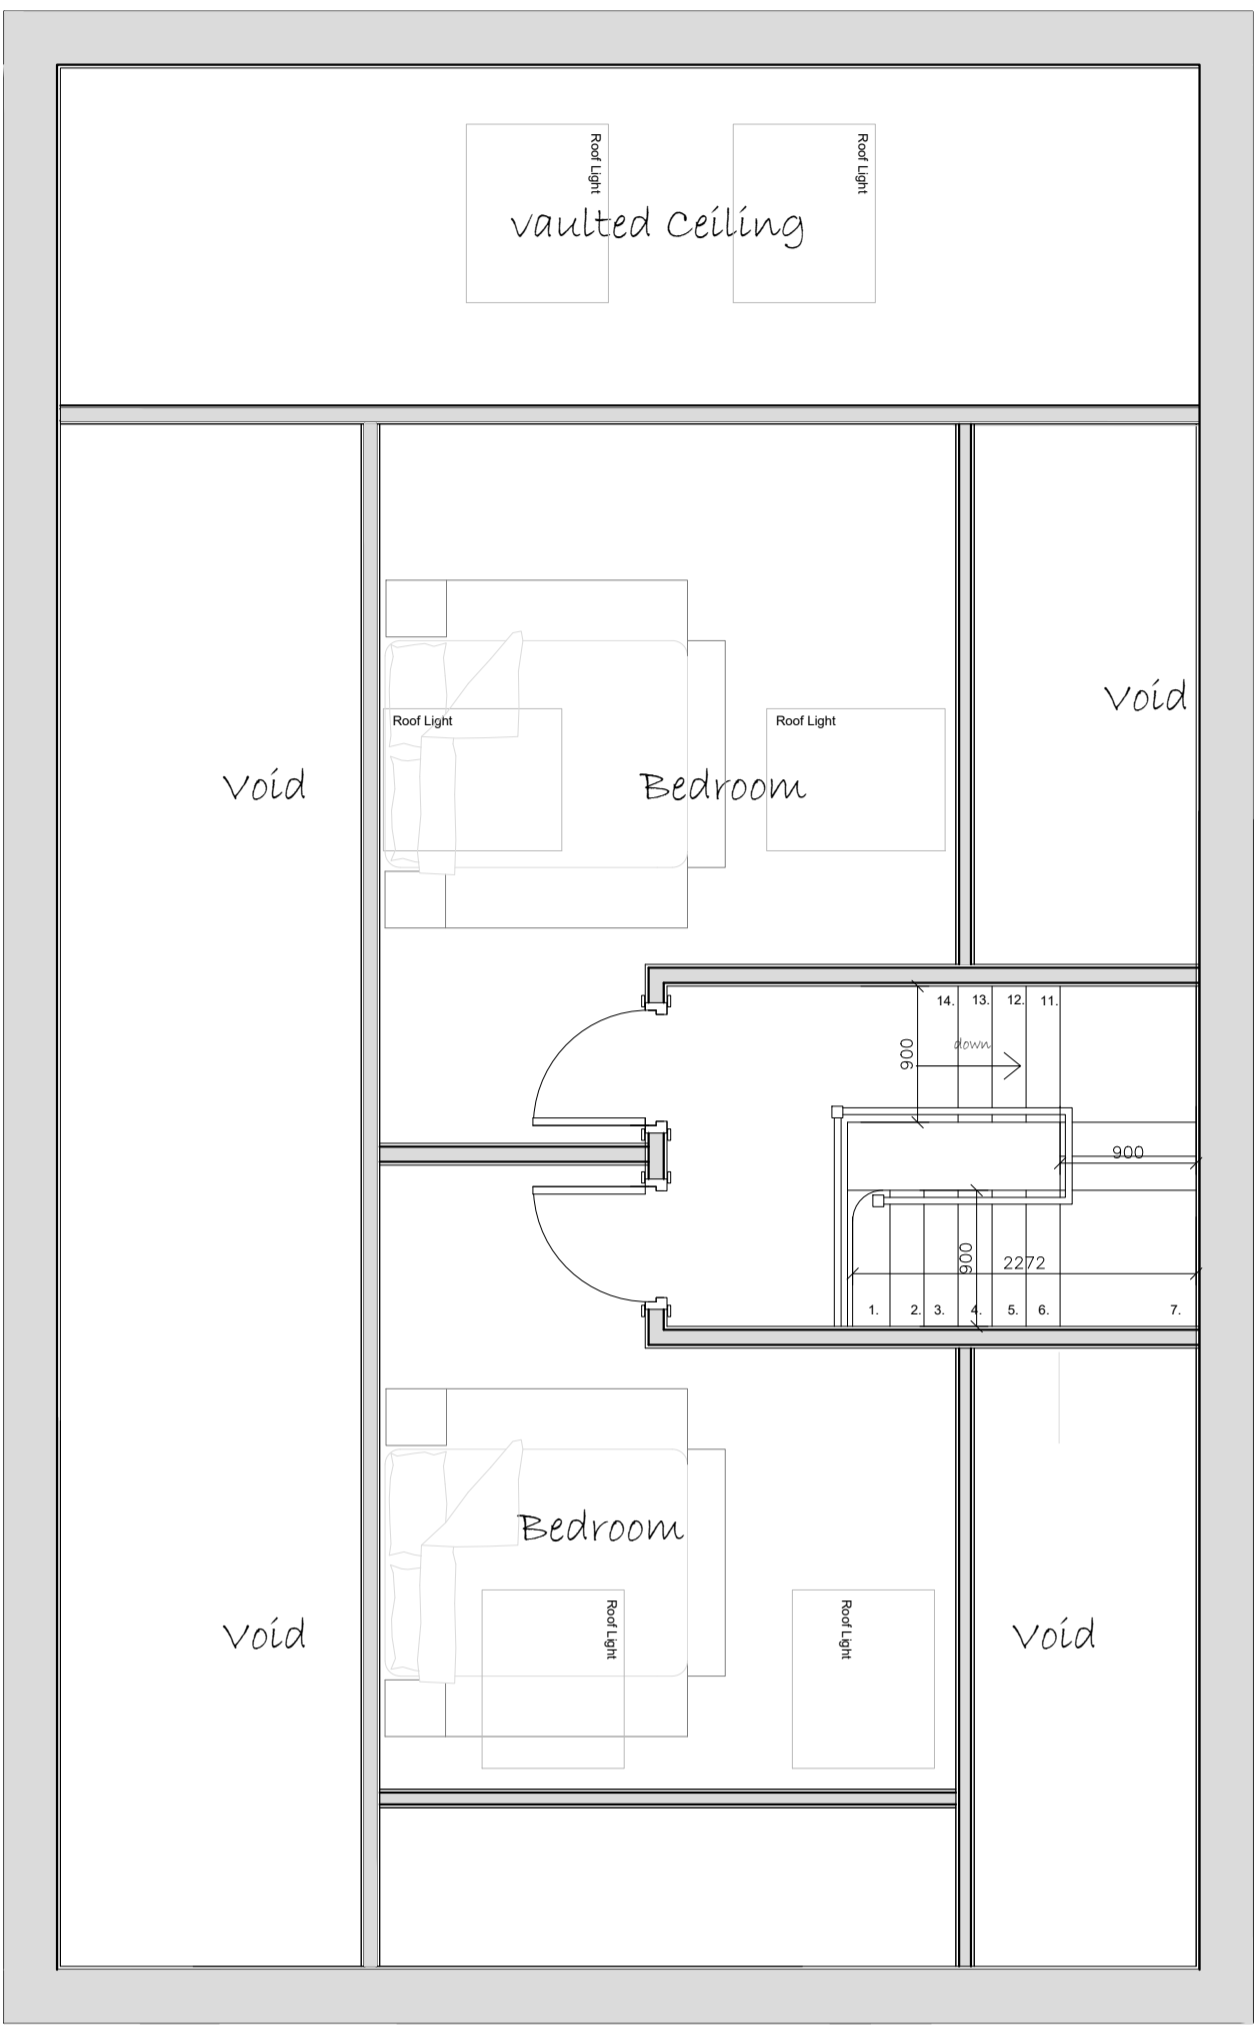 Roof Light
Roof Light
vaulted Ceiling
Void
Roof Light
Roof Light
Void
Bedroom
14. 13. 12. 11.
down
900
900
900
2272
1. 2. 3. 4. 5. 6. 7.
Bedroom
Roof Light
Roof Light
Void
Void